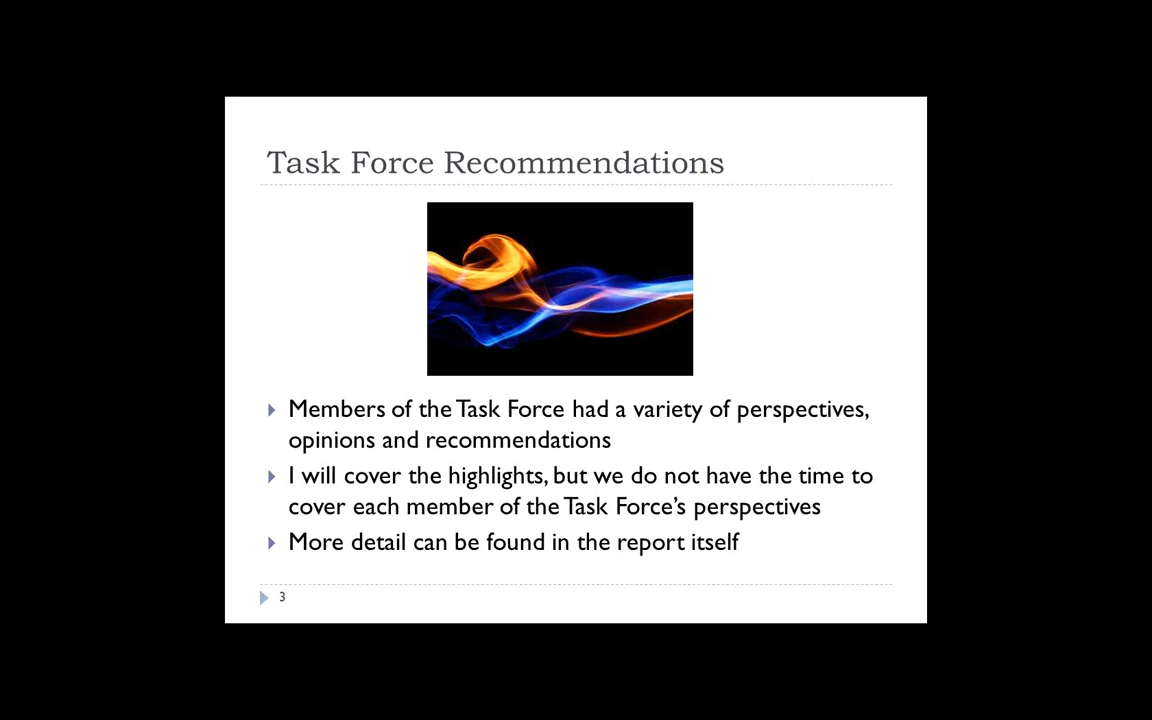 Task Force Recommendations
Members of the Task Force had a variety of perspectives,
opinions and recommendations
I will cover the highlights, but we do not have the time to
cover each member of the Task Force’s perspectives
More detail can be found in the report itself
3